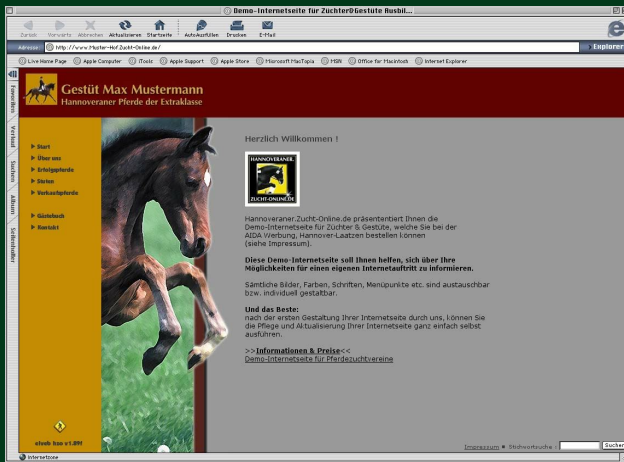 Demo-Internetseite für Züchter&Gestüte Ausbil...
Zurück Vorwärts Abbrechen Aktualisieren Startseite AutoAusfüllen Drucken E-Mail
Adresse: http://www.Muster-Hof.Zucht-Online.de/
Explorer
Live Home Page Apple Computer iTools Apple Support Apple Store Microsoft MacTopia MSN Office for Macintosh Internet Explorer
Favoriten
Verlauf
Suchen
Album
Seitenhalter
Gestüt Max Mustermann
Hannoveraner Pferde der Extraklasse
Start
Über uns
Erfolgspferde
Stuten
Verkaufspferde
Gästebuch
Kontakt
Herzlich Willkommen !
HANNOVERANER.
ZUCHT-ONLINE.DE
Hannoveraner.Zucht-Online.de präsententiert Ihnen die
Demo-Internetseite für Züchter & Gestüte, welche Sie bei der
AIDA Werbung, Hannover-Laatzen bestellen können
(siehe Impressum).
Diese Demo-Internetseite soll Ihnen helfen, sich über Ihre
Möglichkeiten für einen eigenen Internetauftritt zu informieren.
Sämtliche Bilder, Farben, Schriften, Menüpunkte etc. sind austauschbar
bzw. individuell gestaltbar.
Und das Beste:
nach der ersten Gestaltung Ihrer Internetseite durch uns, können Sie
die Pflege und Aktualisierung Ihrer Internetseite ganz einfach selbst
ausführen.
>>Informationen & Preise<<
Demo-Internetseite für Pferdezuchtvereine
Impressum Stichwortsuche : Suchen
Internetzone